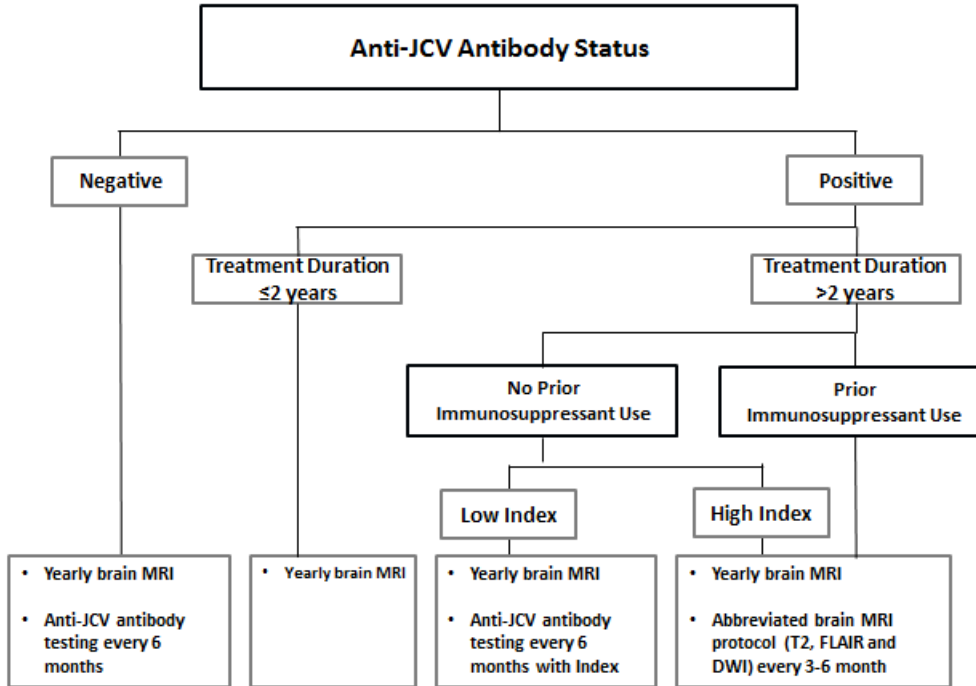 Anti-JCV Antibody Status
Negative
Positive
Treatment Duration
≤2 years
Treatment Duration
>2 years
No Prior
Immunosuppressant Use
Prior
Immunosuppressant Use
Low Index
High Index
• Yearly brain MRI
• Anti-JCV antibody
testing every 6
months
• Yearly brain MRI
• Yearly brain MRI
• Anti-JCV antibody
testing every 6
months with Index
• Yearly brain MRI
• Abbreviated brain MRI
protocol (T2, FLAIR and
DWI) every 3-6 month